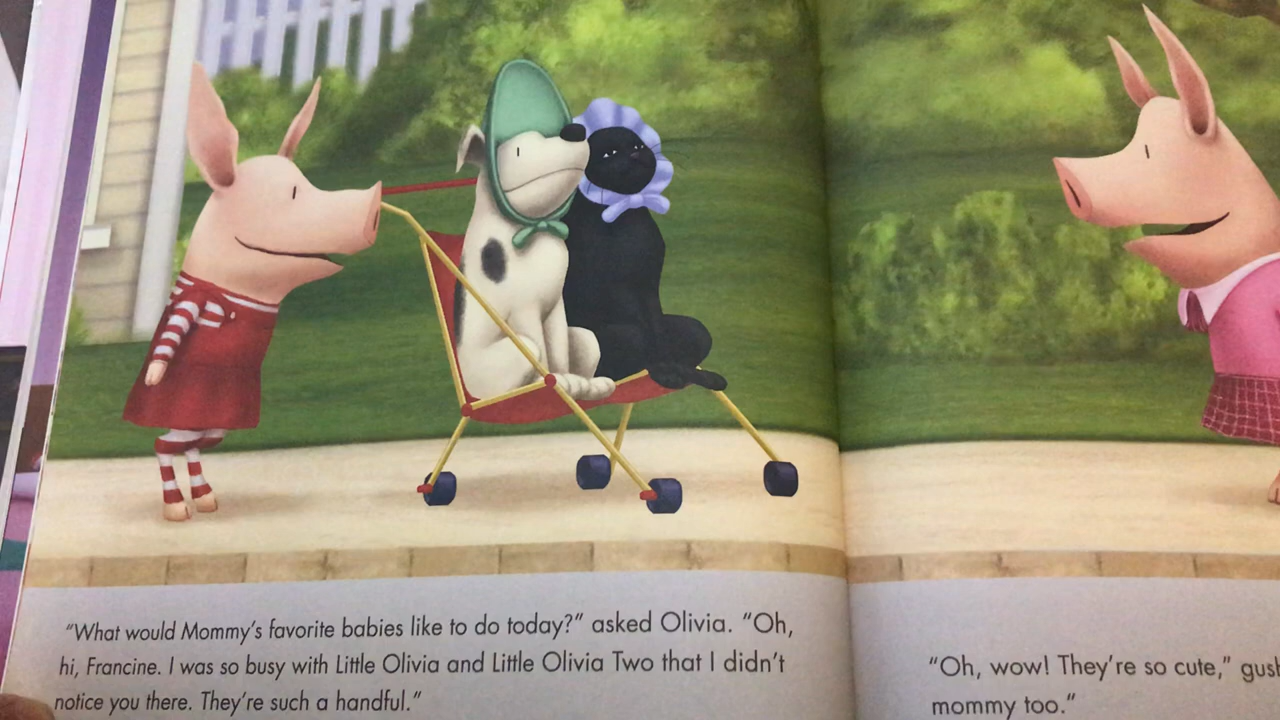 "What would Mommy's favorite babies like to do today?" asked Olivia. "Oh,
hi, Francine. I was so busy with Little Olivia and Little Olivia Two that I didn't
notice you there. They're such a handful."
"Oh, wow! They're so cute,"
mommy too."